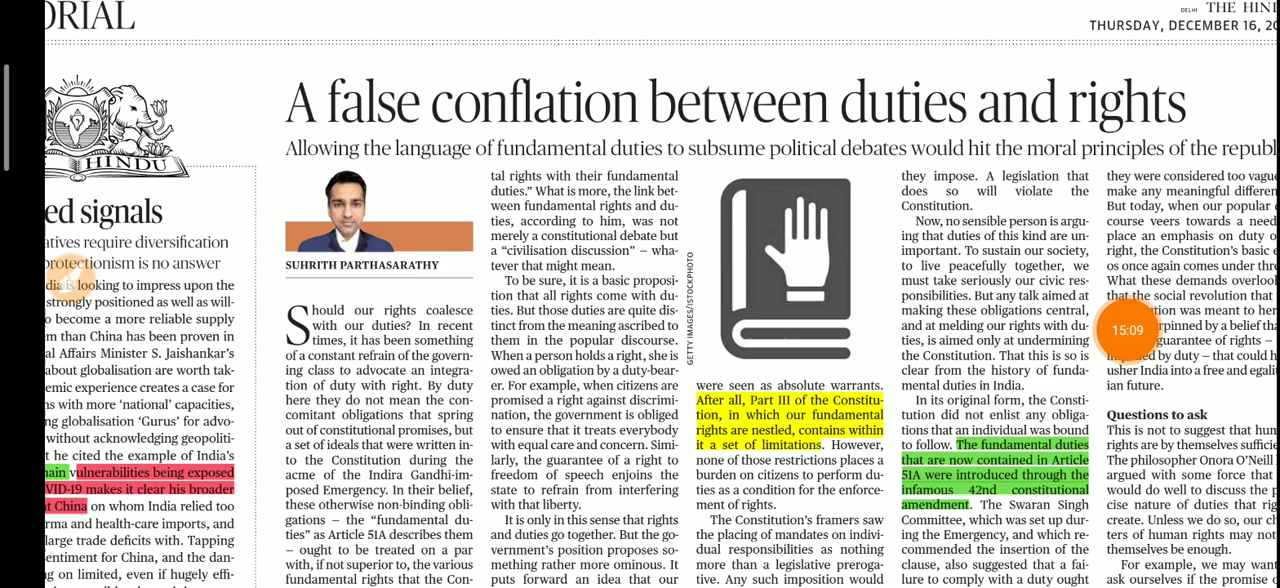 ORIAL
DELHI THE HIN
THURSDAY, DECEMBER 16, 20
HINDU
ed signals
atives require diversification
protectionism is no answer
dia is looking to impress upon the
strongly positioned as well as will-
o become a more reliable supply
em than China has been proven in
al Affairs Minister S. Jaishankar's
about globalisation are worth tak-
emic experience creates a case for
ns with more 'national' capacities,
ng globalisation 'Gurus' for advo-
without acknowledging geopoliti-
t he cited the example of India's
hain vulnerabilities being exposed
VID-19 makes it clear his broader
at China on whom India relied too
rma and health-care imports, and
large trade deficits with. Tapping
sentiment for China, and the dan-
ng on limited, even if hugely effi-
A false conflation between duties and rights
Allowing the language of fundamental duties to subsume political debates would hit the moral principles of the republ
SUHRITH PARTHASARATHY
Should our rights coalesce
with our duties? In recent
times, it has been something
of a constant refrain of the govern-
ing class to advocate an integra-
tion of duty with right. By duty
here they do not mean the con-
comitant obligations that spring
out of constitutional promises, but
a set of ideals that were written in-
to the Constitution during the
acme of the Indira Gandhi-im-
posed Emergency. In their belief,
these otherwise non-binding obli-
gations – the "fundamental du-
ties" as Article 51A describes them
– ought to be treated on a par
with, if not superior to, the various
fundamental rights that the Con-
tal rights with their fundamental
duties." What is more, the link bet-
ween fundamental rights and du-
ties, according to him, was not
merely a constitutional debate but
a "civilisation discussion" – wha-
tever that might mean.
To be sure, it is a basic proposi-
tion that all rights come with du-
ties. But those duties are quite dis-
tinct from the meaning ascribed to
them in the popular discourse.
When a person holds a right, she is
owed an obligation by a duty-bear-
er. For example, when citizens are
promised a right against discrimi-
nation, the government is obliged
to ensure that it treats everybody
with equal care and concern. Simi-
larly, the guarantee of a right to
freedom of speech enjoins the
state to refrain from interfering
with that liberty.
It is only in this sense that rights
and duties go together. But the go-
vernment's position proposes so-
mething rather more ominous. It
puts forward an idea that our
GETTY IMAGES/ISTOCKPHOTO
were seen as absolute warrants.
After all, Part III of the Constitu-
tion, in which our fundamental
rights are nestled, contains within
it a set of limitations. However,
none of those restrictions places a
burden on citizens to perform du-
ties as a condition for the enforce-
ment of rights.
The Constitution's framers saw
the placing of mandates on indivi-
dual responsibilities as nothing
more than a legislative preroga-
tive. Any such imposition would
they impose. A legislation that
does so will violate the
Constitution.
Now, no sensible person is argu-
ing that duties of this kind are un-
important. To sustain our society,
to live peacefully together, we
must take seriously our civic res-
ponsibilities. But any talk aimed at
making these obligations central,
and at melding our rights with du-
ties, is aimed only at undermining
the Constitution. That this is so is
clear from the history of funda-
mental duties in India.
In its original form, the Consti-
tution did not enlist any obliga-
tions that an individual was bound
to follow. The fundamental duties
that are now contained in Article
51A were introduced through the
infamous 42nd constitutional
amendment. The Swaran Singh
Committee, which was set up dur-
ing the Emergency, and which re-
commended the insertion of the
clause, also suggested that a fai-
lure to comply with a duty ought
they were considered too vague
make any meaningful differen
But today, when our popular
course veers towards a need
place an emphasis on duty o
right, the Constitution's basic e
os once again comes under thre
What these demands overlook
that the social revolution that
tution was meant to her
rpinned by a belief tha
guarantee of rights –
by duty – that could h
usher India into a free and egalit
ian future.
15:09
Questions to ask
This is not to suggest that hum
rights are by themselves suffici
The philosopher Onora O'Neill
argued with some force that
would do well to discuss the p
cise nature of duties that rig
create. Unless we do so, our ch
ters of human rights may not
themselves be enough.
For example, we may want
ask ourselves if the promise